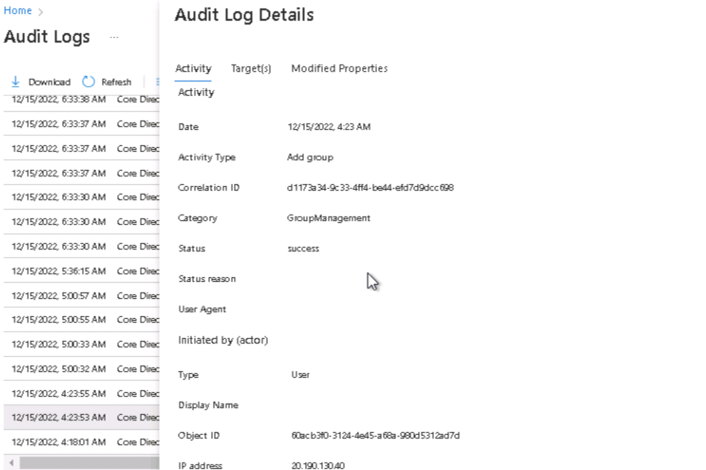 Home >
Audit Logs ...
Download Refresh
12/15/2022, 6:33:38 AM Core Direc
12/15/2022, 6:33:37 AM Core Direc
12/15/2022, 6:33:37 AM Core Direc
12/15/2022, 6:33:37 AM Core Direc
12/15/2022, 6:33:30 AM Core Direc
12/15/2022, 6:33:30 AM Core Direc
12/15/2022, 6:33:30 AM Core Direc
12/15/2022, 5:36:15 AM Core Direc
12/15/2022, 5:00:57 AM Core Direc
12/15/2022, 5:00:55 AM Core Direc
12/15/2022, 5:00:33 AM Core Direc
12/15/2022, 5:00:32 AM Core Direc
12/15/2022, 4:23:55 AM Core Direc
12/15/2022, 4:23:53 AM Core Direc
12/15/2022, 4:18:01 AM Core Direc
Audit Log Details
Activity Target(s) Modified Properties
Activity
Date 12/15/2022, 4:23 AM
Activity Type Add group
Correlation ID d1173a34-9c33-4ff4-be44-efd7d9dcc698
Category GroupManagement
Status success
Status reason
User Agent
Initiated by (actor)
Type User
Display Name
Object ID 60acb3f0-3124-4e45-a68a-980d5312ad7d
IP address 20.190.130.40